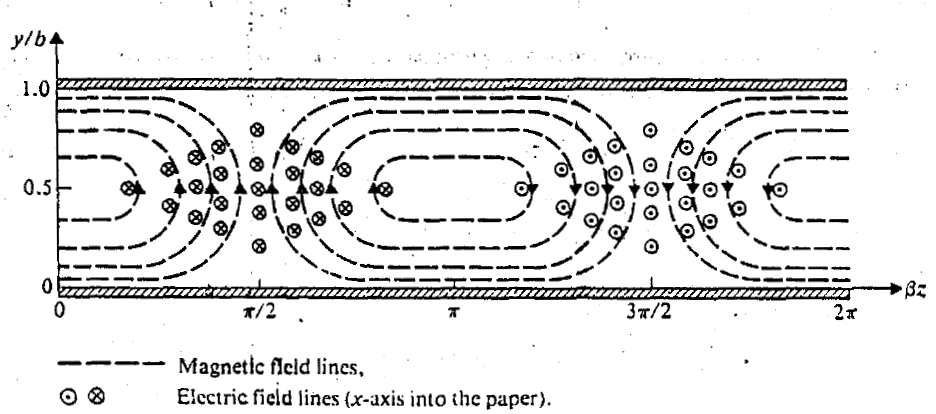 y/b
1.0
0.5
0
0 π/2 π 3π/2 2π
βz
Magnetic field lines,
Electric field lines (x-axis into the paper).